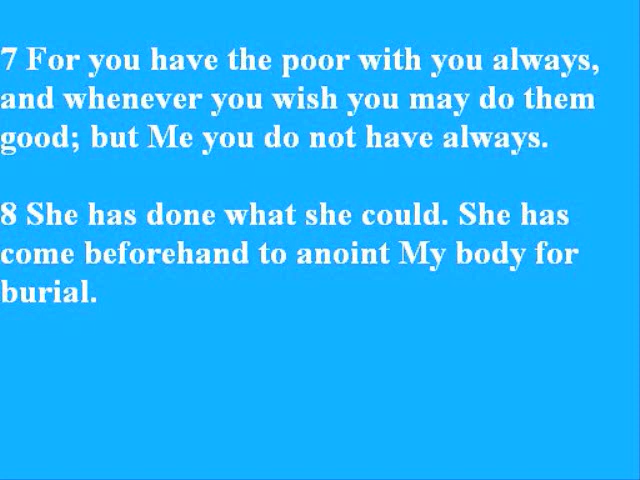 7 For you have the poor with you always,
and whenever you wish you may do them
good; but Me you do not have always.
8 She has done what she could. She has
come beforehand to anoint My body for
burial.